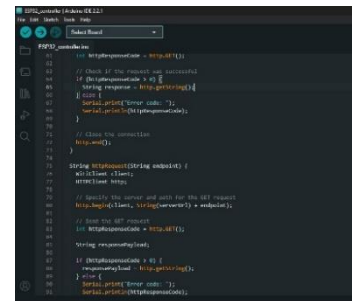 ESP32_controller | Arduino IDE 2.2.1
File Edit Sketch Tools Help
Select Board
ESP32_controller.ino
int httpResponseCode = http.GET();
// Check if the request was successful
if (httpResponseCode > 0) {
String response = http.getString();
} else {
Serial.print("Error code: ");
Serial.println(httpResponseCode);
}
// Close the connection
http.end();
}
String httpRequest(String endpoint) {
WiFiClient client;
HTTPClient http;
// Specify the server and path for the GET request
http.begin(client, String(serverUrl) + endpoint);
// Send the GET request
int httpResponseCode = http.GET();
String responsePayload;
if (httpResponseCode > 0) {
responsePayload = http.getString();
} else {
Serial.print("Error code: ");
Serial.println(httpResponseCode);